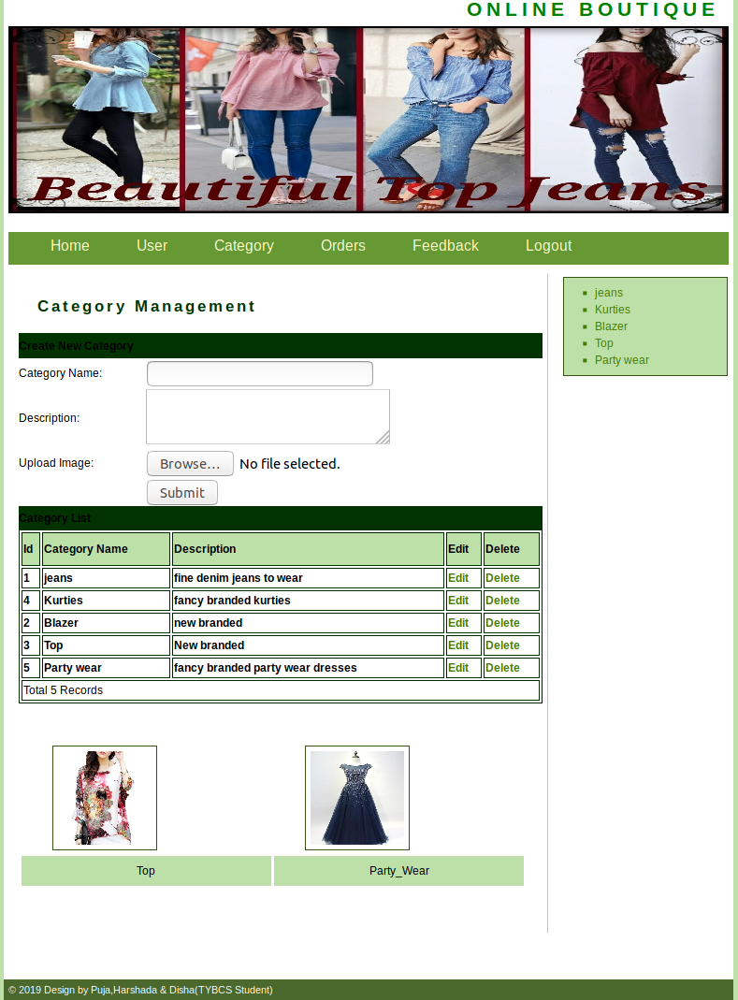 ONLINE BOUTIQUE
Beautiful Top Jeans
Home User Category Orders Feedback Logout
Category Management
jeans
Kurties
Blazer
Top
Party wear
Create New Category
Category Name:
Description:
Upload Image:
Browse... No file selected.
Submit
Category List
Id Category Name Description Edit Delete
1 jeans fine denim jeans to wear Edit Delete
4 Kurties fancy branded kurties Edit Delete
2 Blazer new branded Edit Delete
3 Top New branded Edit Delete
5 Party wear fancy branded party wear dresses Edit Delete
Total 5 Records
Top Party_Wear
© 2019 Design by Puja,Harshada & Disha(TYBCS Student)